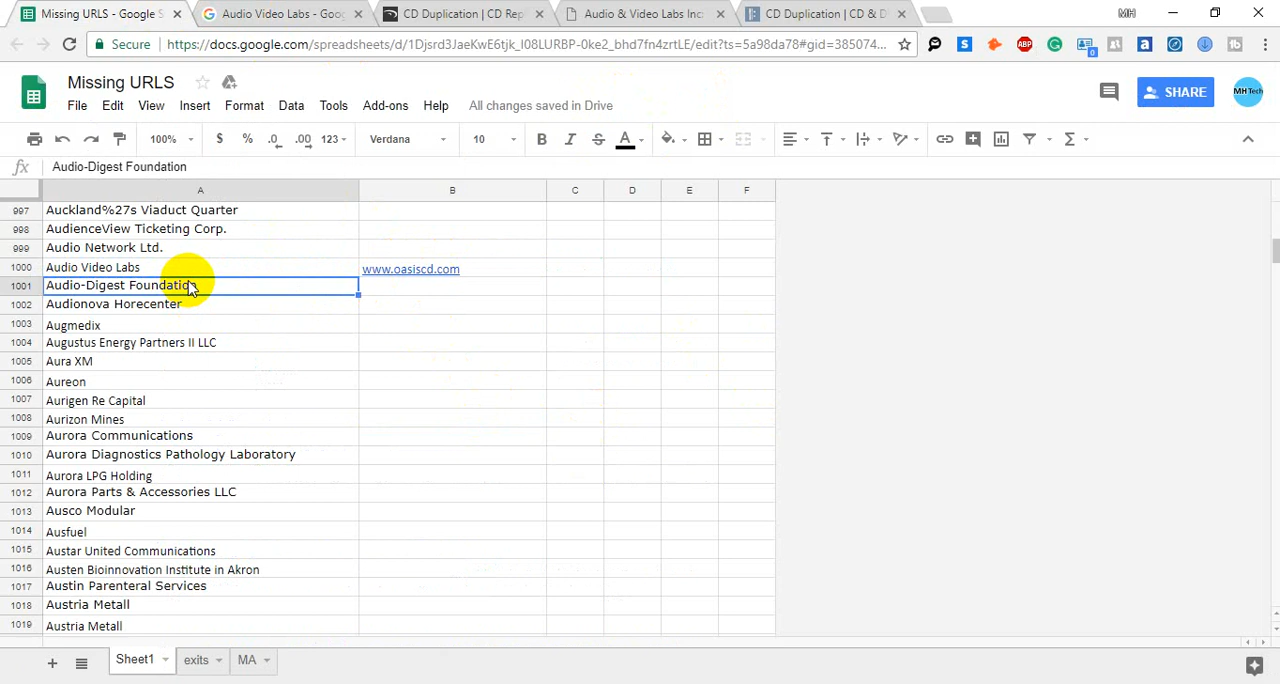 Missing URLS - Google S
Audio Video Labs - Goog
CD Duplication | CD Rep
Audio & Video Labs Inc
CD Duplication | CD & D
MH
Secure
https://docs.google.com/spreadsheets/d/1Djsrd3JaeKwE6tjk_I08LURBP-0ke2_bhd7fn4zrtLE/edit?ts=5a98da78#gid=385074...
Missing URLS
File Edit View Insert Format Data Tools Add-ons Help All changes saved in Drive
SHARE
MH Tech
100% $ % .0 .00 123 Verdana 10 B I S A
fx Audio-Digest Foundation
A B C D E F
997 Auckland%27s Viaduct Quarter
998 AudienceView Ticketing Corp.
999 Audio Network Ltd.
1000 Audio Video Labs www.oasiscd.com
1001 Audio-Digest Foundation
1002 Audionova Horecenter
1003 Augmedix
1004 Augustus Energy Partners II LLC
1005 Aura XM
1006 Aureon
1007 Aurigen Re Capital
1008 Aurizon Mines
1009 Aurora Communications
1010 Aurora Diagnostics Pathology Laboratory
1011 Aurora LPG Holding
1012 Aurora Parts & Accessories LLC
1013 Ausco Modular
1014 Ausfuel
1015 Austar United Communications
1016 Austen Bioinnovation Institute in Akron
1017 Austin Parenteral Services
1018 Austria Metall
1019 Austria Metall
Sheet1 exits MA